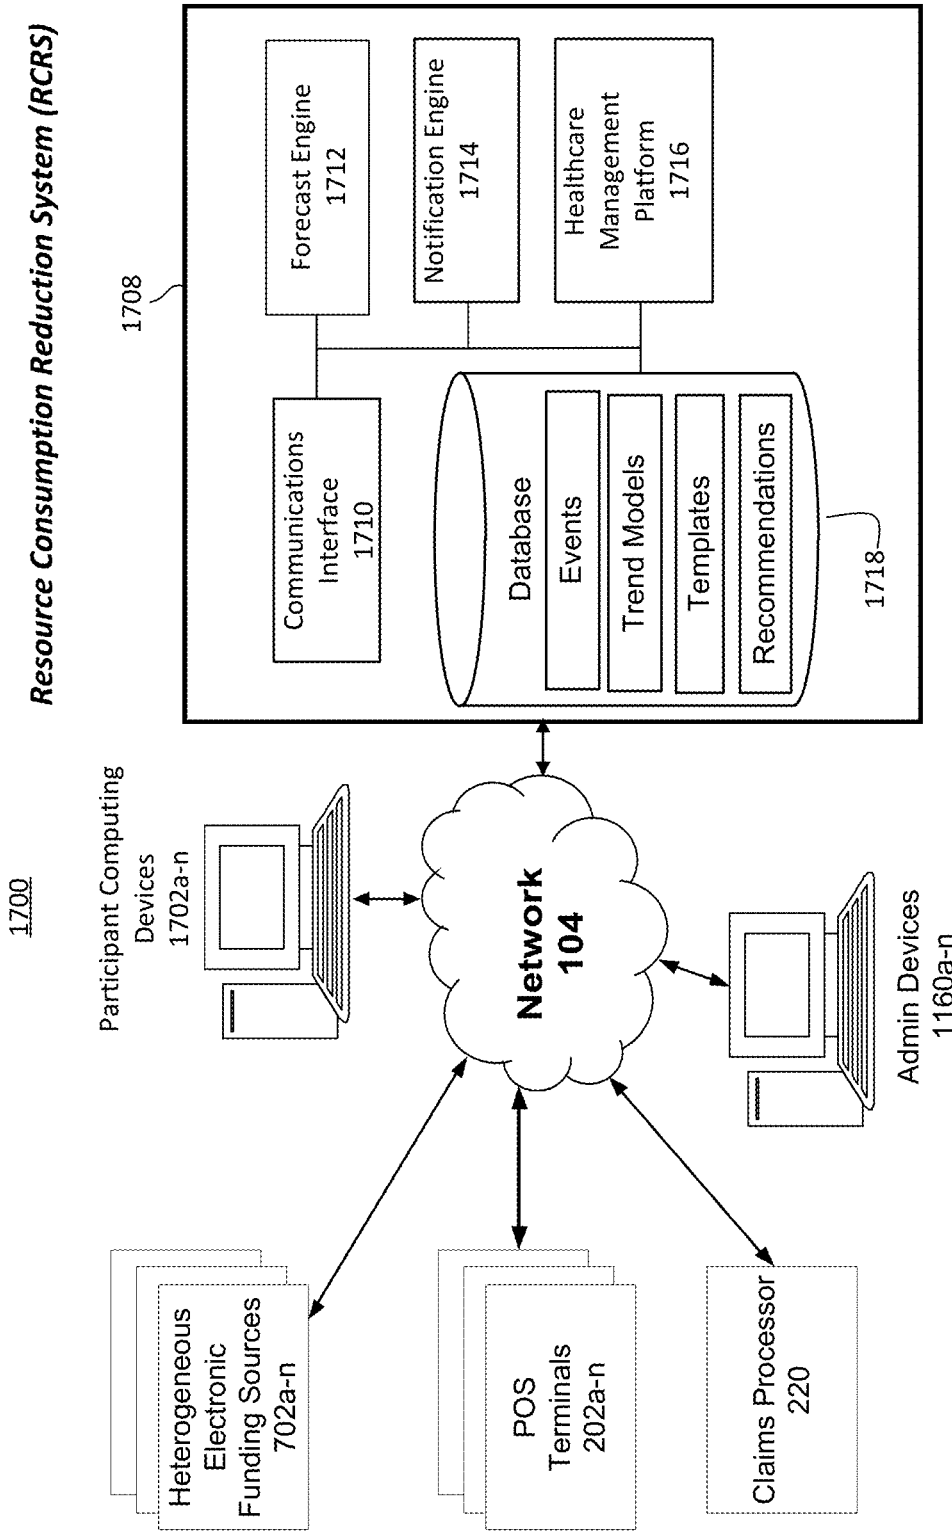 1700
Resource Consumption Reduction System (RCRS)
Heterogeneous
Electronic
Funding Sources
702a-n
POS
Terminals
202a-n
Claims Processor
220
Participant Computing
Devices
1702a-n
Network
104
Admin Devices
1160a-n
1708
Communications
Interface
1710
Forecast Engine
1712
Notification Engine
1714
Healthcare
Management
Platform
1716
Database
Events
Trend Models
Templates
Recommendations
1718